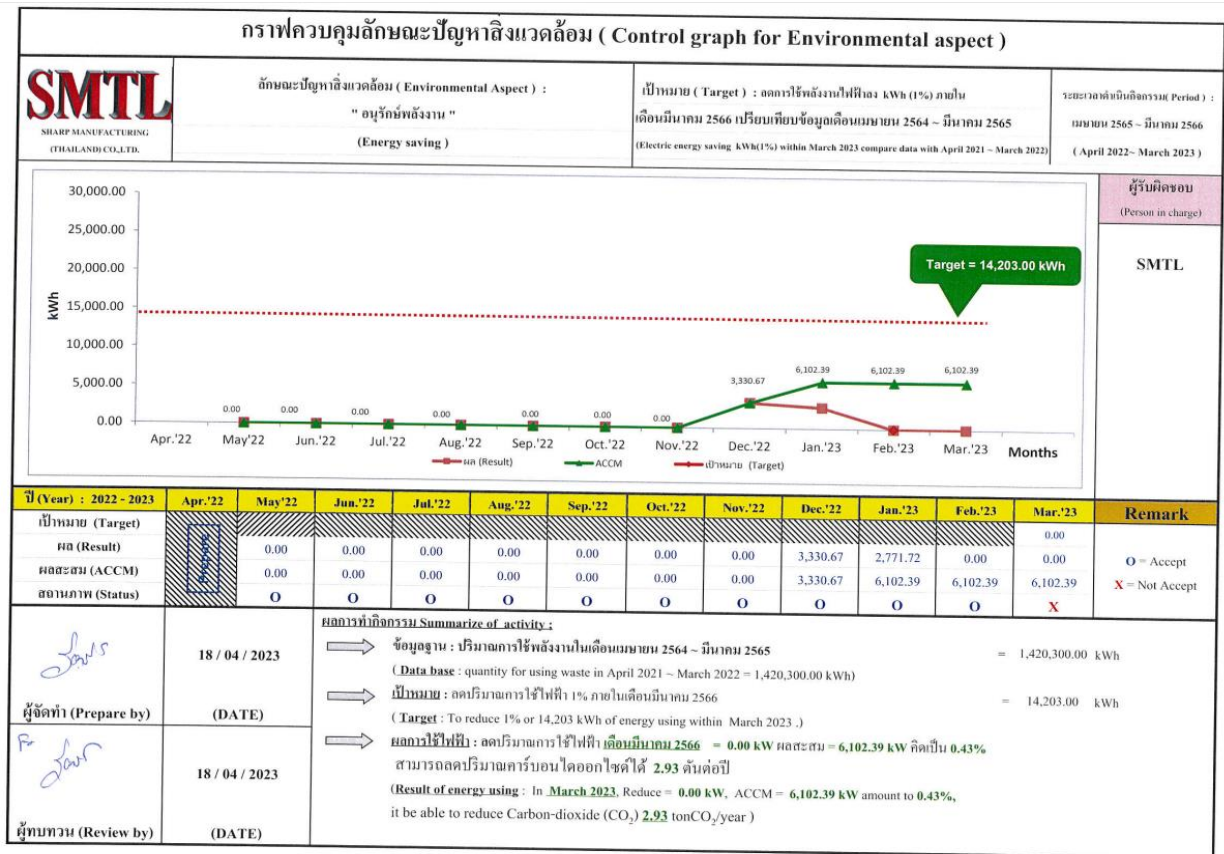 กราฟควบคุมลักษณะปัญหาสิ่งแวดล้อม ( Control graph for Environmental aspect )
SMTL
SHARP MANUFACTURING
(THAILAND) CO.,LTD.
ลักษณะปัญหาสิ่งแวดล้อม ( Environmental Aspect ) :
" อนุรักษ์พลังงาน "
(Energy saving )
เป้าหมาย ( Target ) : ลดการใช้พลังงานไฟฟ้าลง kWh (1%) ภายใน
เดือนมีนาคม 2566 เปรียบเทียบข้อมูลเดือนเมษายน 2564 ~ มีนาคม 2565
(Electric energy saving kWh(1%) within March 2023 compare data with April 2021 ~ March 2022)
ระยะเวลาดำเนินกิจกรรม( Period ) :
เมษายน 2565 ~ มีนาคม 2566
( April 2022~ March 2023 )
ผู้รับผิดชอบ
(Person in charge)
SMTL
30,000.00
25,000.00
20,000.00
15,000.00
10,000.00
5,000.00
0.00
kWh
Target = 14,203.00 kWh
0.00 0.00 0.00 0.00 0.00 0.00 0.00 3,330.67 6,102.39 6,102.39 6,102.39
Apr.'22 May'22 Jun.'22 Jul.'22 Aug.'22 Sep.'22 Oct.'22 Nov.'22 Dec.'22 Jan.'23 Feb.'23 Mar.'23 Months
ผล (Result) ACCM เป้าหมาย (Target)
ปี (Year) : 2022 - 2023 Apr.'22 May'22 Jun.'22 Jul.'22 Aug.'22 Sep.'22 Oct.'22 Nov.'22 Dec.'22 Jan.'23 Feb.'23 Mar.'23 Remark
เป้าหมาย (Target) 0.00
Prepare
ผล (Result) 0.00 0.00 0.00 0.00 0.00 0.00 0.00 3,330.67 2,771.72 0.00 0.00
ผลสะสม (ACCM) 0.00 0.00 0.00 0.00 0.00 0.00 0.00 3,330.67 6,102.39 6,102.39 6,102.39
สถานภาพ (Status) O O O O O O O O O O X
O = Accept
X = Not Accept
ผู้จัดทำ (Prepare by)
18 / 04 / 2023
(DATE)
ผู้ทบทวน (Review by)
18 / 04 / 2023
(DATE)
ผลการทำกิจกรรม Summarize of activity :
ข้อมูลฐาน : ปริมาณการใช้พลังงานในเดือนเมษายน 2564 ~ มีนาคม 2565 = 1,420,300.00 kWh
( Data base : quantity for using waste in April 2021 ~ March 2022 = 1,420,300.00 kWh)
เป้าหมาย : ลดปริมาณการใช้ไฟฟ้า 1% ภายในเดือนมีนาคม 2566 = 14,203.00 kWh
( Target : To reduce 1% or 14,203 kWh of energy using within March 2023 .)
ผลการใช้ไฟฟ้า : ลดปริมาณการใช้ไฟฟ้า เดือนมีนาคม 2566 = 0.00 kW ผลสะสม = 6,102.39 kW คิดเป็น 0.43%
สามารถลดปริมาณคาร์บอนไดออกไซด์ได้ 2.93 ตันต่อปี
(Result of energy using : In March 2023, Reduce = 0.00 kW, ACCM = 6,102.39 kW amount to 0.43%,
it be able to reduce Carbon-dioxide (CO₂) 2.93 tonCO₂/year )